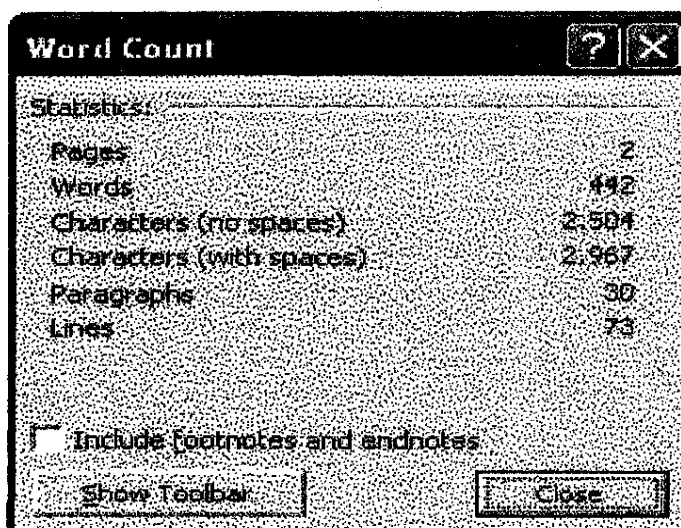 Word Count
Statistics:
Pages 2
Words 442
Characters (no spaces) 2,504
Characters (with spaces) 2,967
Paragraphs 30
Lines 73
Include footnotes and endnotes
Show Toolbar Close